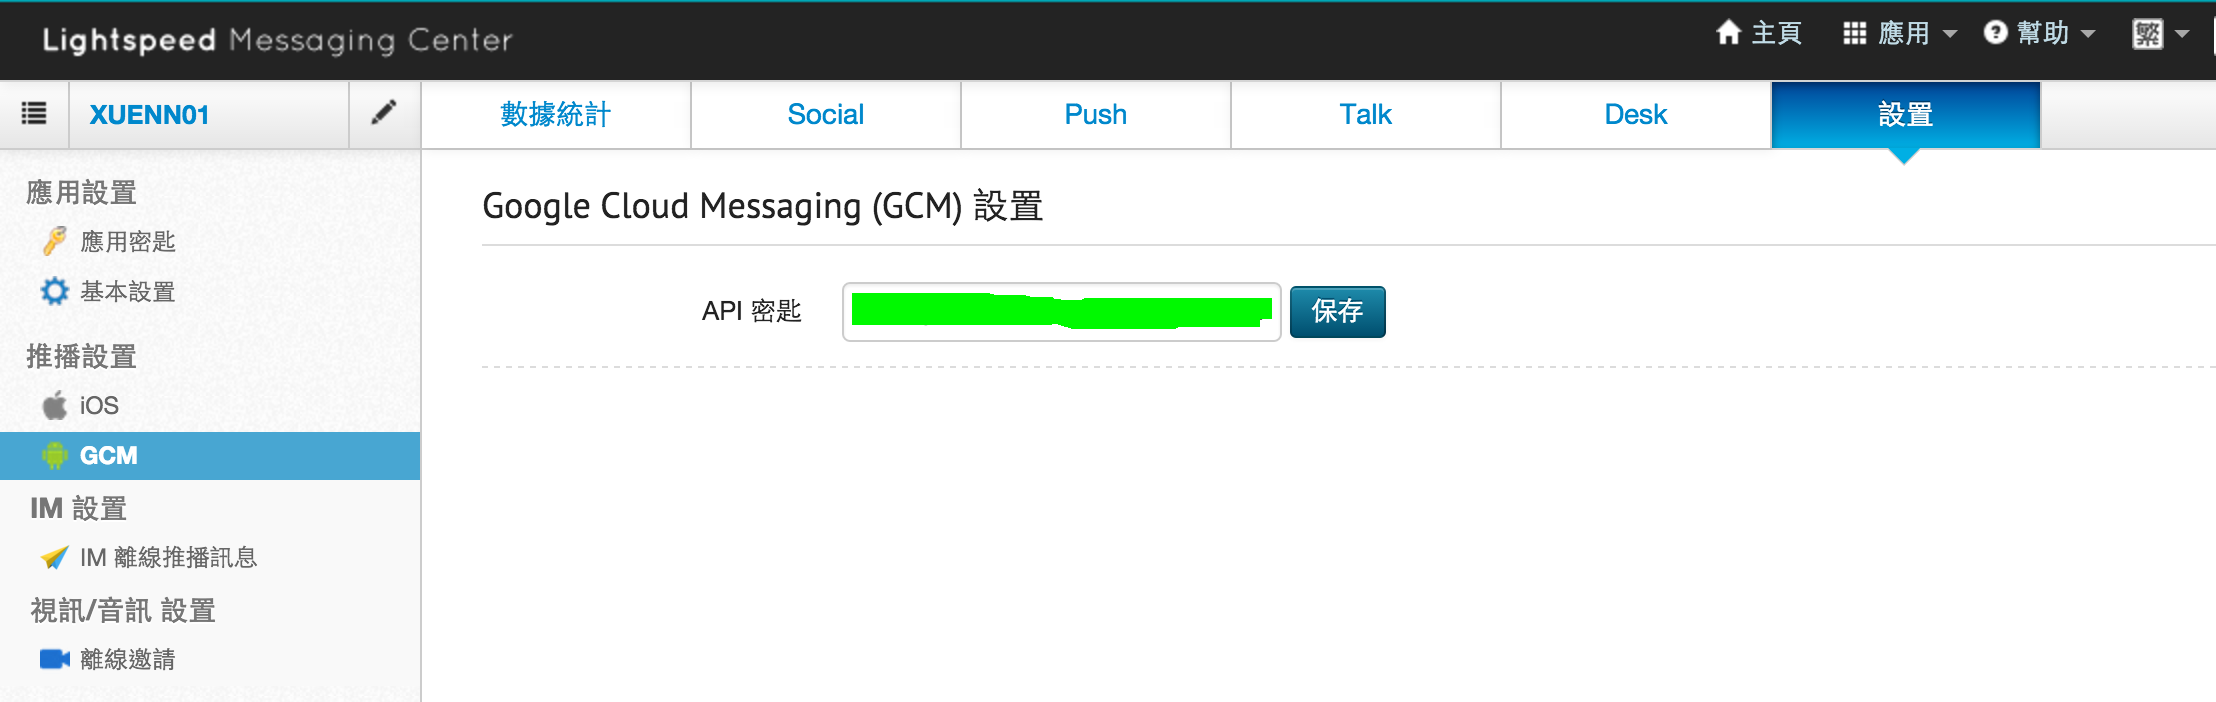 Lightspeed Messaging Center
主頁 應用 幫助 繁
XUENN01
數據統計 Social Push Talk Desk 設置
應用設置
應用密匙
基本設置
推播設置
iOS
GCM
IM 設置
IM 離線推播訊息
視訊/音訊 設置
離線邀請
Google Cloud Messaging (GCM) 設置
API 密匙 保存